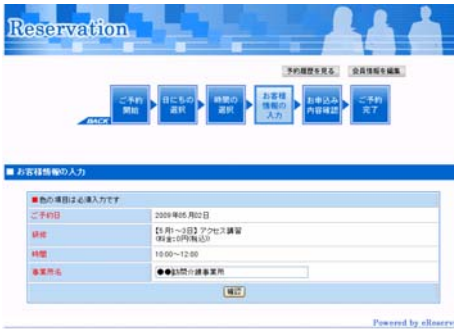 Reservation
予約履歴を見る 会員情報を編集
ご予約
開始
日にちの
選択
時間の
選択
お客様
情報の
入力
お申込み
内容確認
ご予約
完了
BACK
■ お客様情報の入力
■色の項目は必須入力です
ご予約日 2009年05月02日
研修 【5月1~3日】アクセス講習
(料金:0円(税込))
時間 10:00~12:00
事業所名 ●●訪問介護事業所
確認
Powered by eReserve